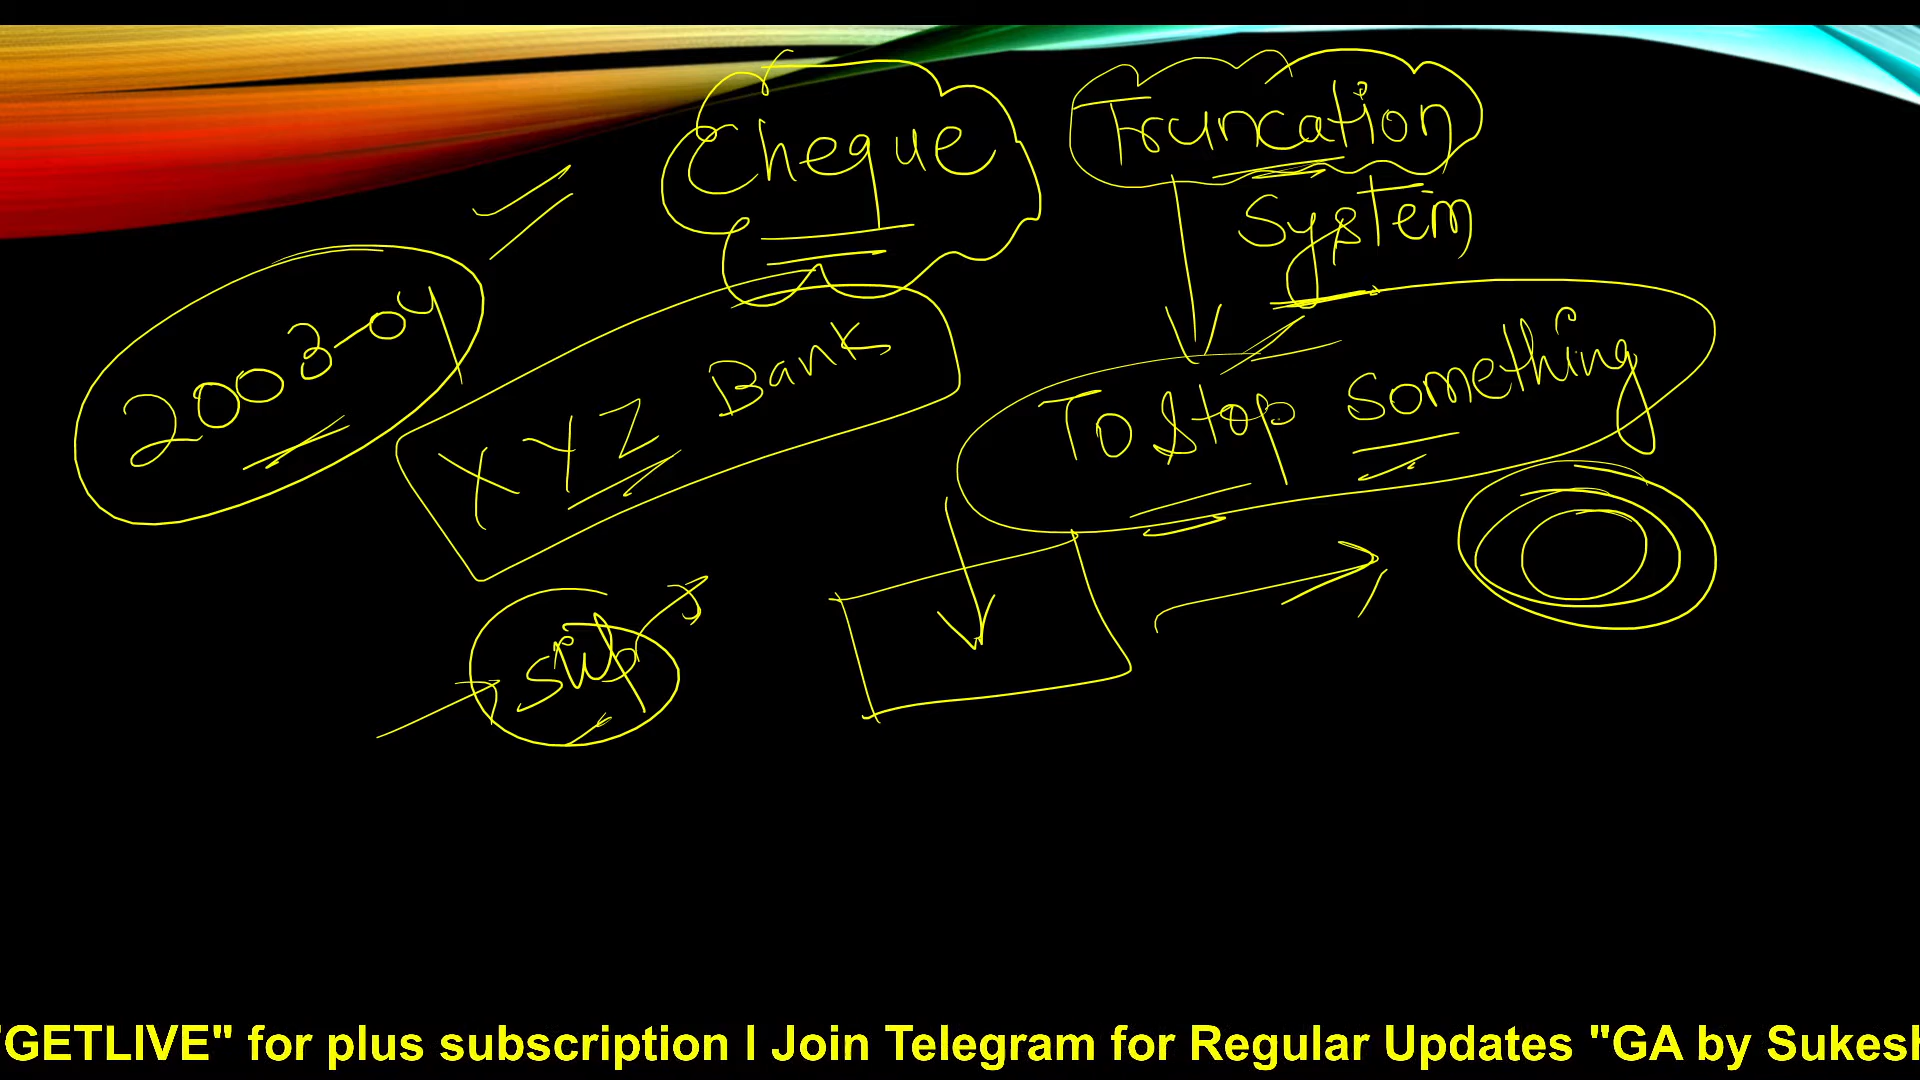 Cheque Truncation
System
2003-04
XYZ Bank
To Stop Something
Slip
"GETLIVE" for plus subscription I Join Telegram for Regular Updates "GA by Sukesh